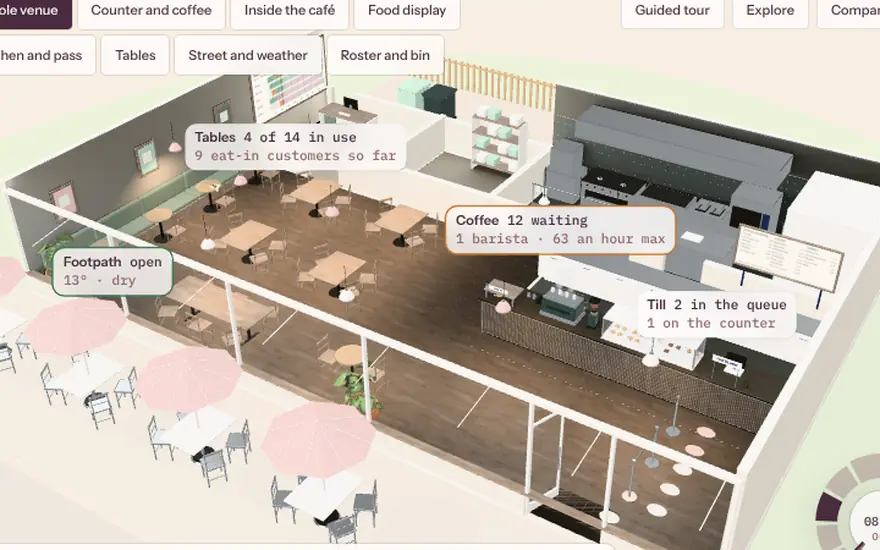 ole venue
Counter and coffee
Inside the café
Food display
Guided tour
Explore
Compar
hen and pass
Tables
Street and weather
Roster and bin
Tables 4 of 14 in use
9 eat-in customers so far
Coffee 12 waiting
1 barista · 63 an hour max
Footpath open
13° · dry
Till 2 in the queue
1 on the counter
08